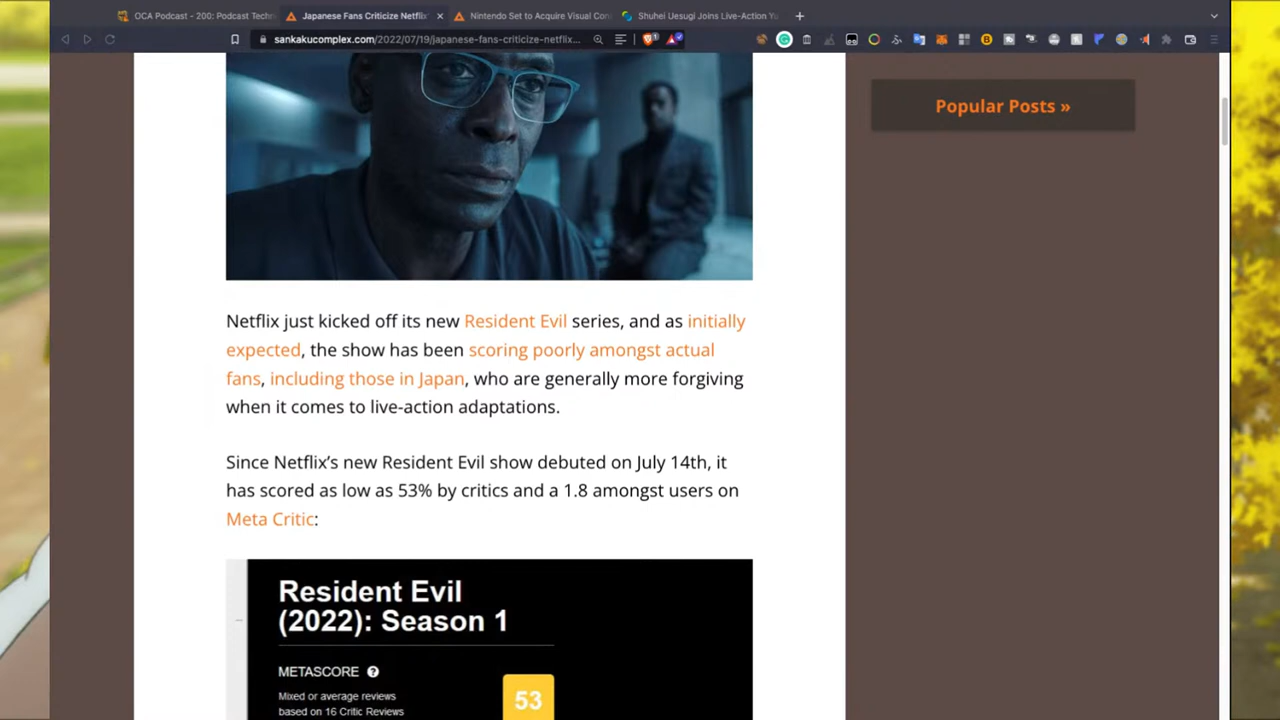 OCA Podcast - 200: Podcast Techn
Japanese Fans Criticize Netflix'
Nintendo Set to Acquire Visual Con
Shuhei Uesugi Joins Live-Action Yu
sankakucomplex.com/2022/07/19/japanese-fans-criticize-netflix...
Popular Posts »
Netflix just kicked off its new Resident Evil series, and as initially
expected, the show has been scoring poorly amongst actual
fans, including those in Japan, who are generally more forgiving
when it comes to live-action adaptations.
Since Netflix’s new Resident Evil show debuted on July 14th, it
has scored as low as 53% by critics and a 1.8 amongst users on
Meta Critic:
Resident Evil
(2022): Season 1
METASCORE ?
Mixed or average reviews
based on 16 Critic Reviews
53